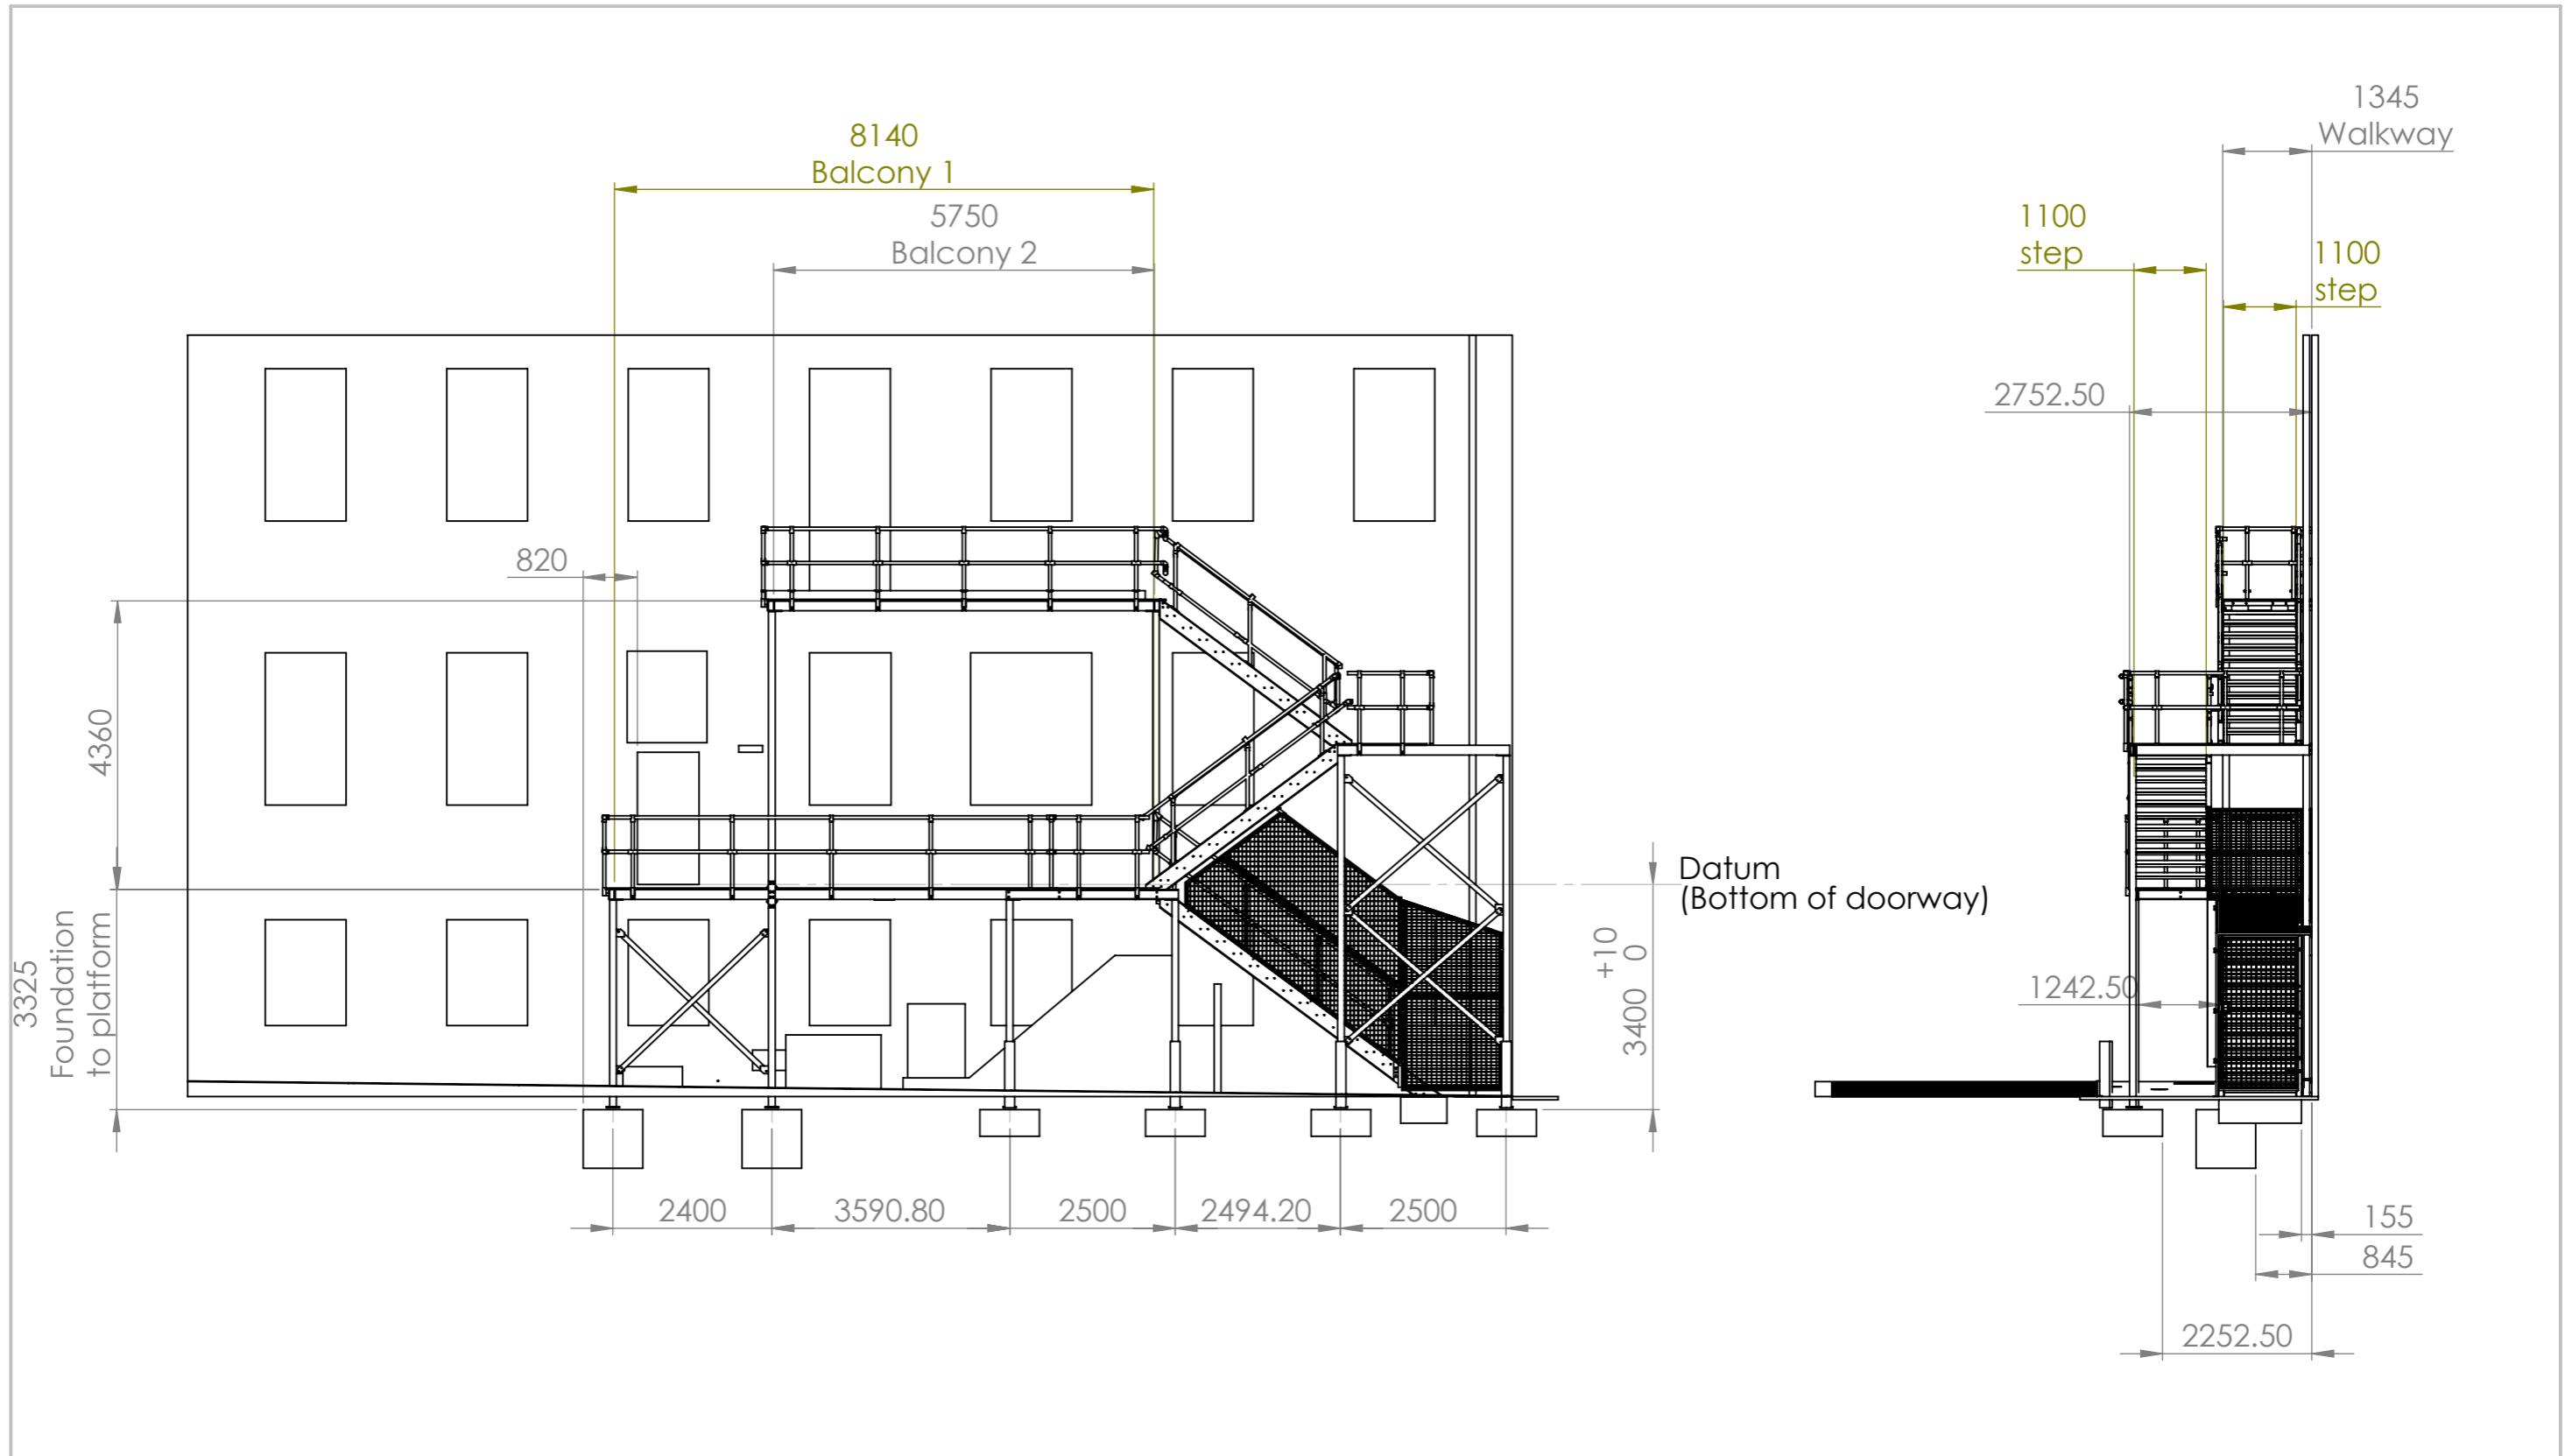 8140
Balcony 1
5750
Balcony 2
820
4360
3325
Foundation
to platform
2400
3590.80
2500
2494.20
2500
Datum
(Bottom of doorway)
3400 +10 0
1345
Walkway
1100
step
1100
step
2752.50
1242.50
155
845
2252.50